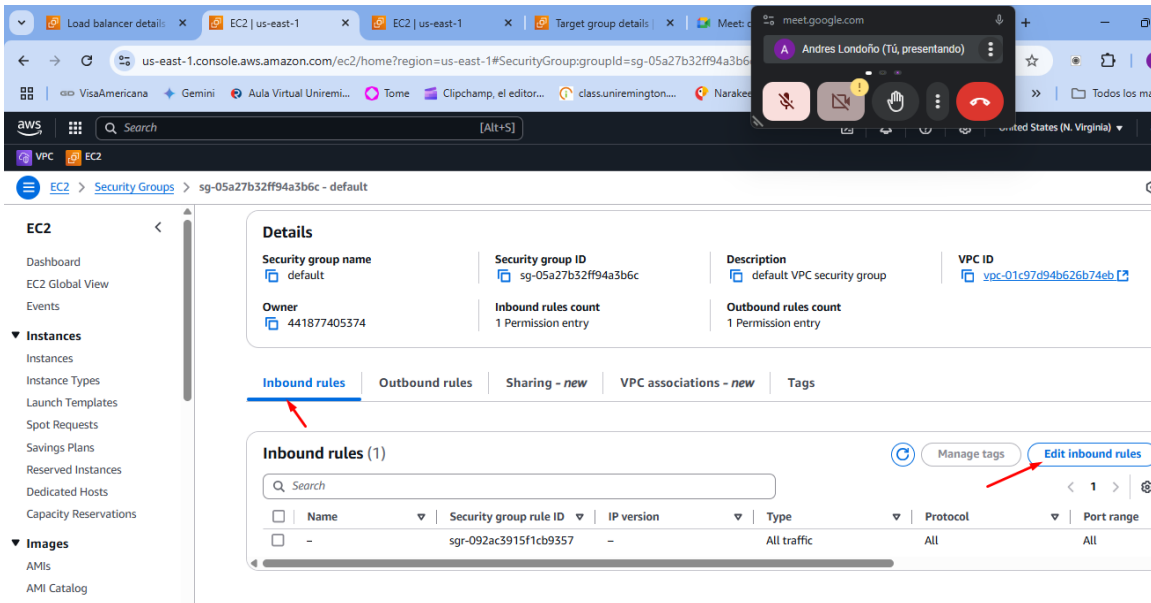 Load balancer details
EC2 | us-east-1
EC2 | us-east-1
Target group details |
Meet:
meet.google.com
us-east-1.console.aws.amazon.com/ec2/home?region=us-east-1#SecurityGroup:groupId=sg-05a27b32ff94a3b6
A Andres Londoño (Tú, presentando)
VisaAmericana
Gemini
Aula Virtual Uniremi...
Tome
Clipchamp, el editor...
class.uniremington....
Narakee
»
Todos los ma
aws
Search
[Alt+S]
United States (N. Virginia)
VPC
EC2
EC2 > Security Groups > sg-05a27b32ff94a3b6c - default
EC2
Dashboard
EC2 Global View
Events
Instances
Instances
Instance Types
Launch Templates
Spot Requests
Savings Plans
Reserved Instances
Dedicated Hosts
Capacity Reservations
Images
AMIs
AMI Catalog
Details
Security group name
default
Security group ID
sg-05a27b32ff94a3b6c
Description
default VPC security group
VPC ID
vpc-01c97d94b626b74eb
Owner
441877405374
Inbound rules count
1 Permission entry
Outbound rules count
1 Permission entry
Inbound rules
Outbound rules
Sharing - new
VPC associations - new
Tags
Inbound rules (1)
Manage tags
Edit inbound rules
Search
< 1 >
Name
Security group rule ID
IP version
Type
Protocol
Port range
–
sgr-092ac3915f1cb9357
–
All traffic
All
All